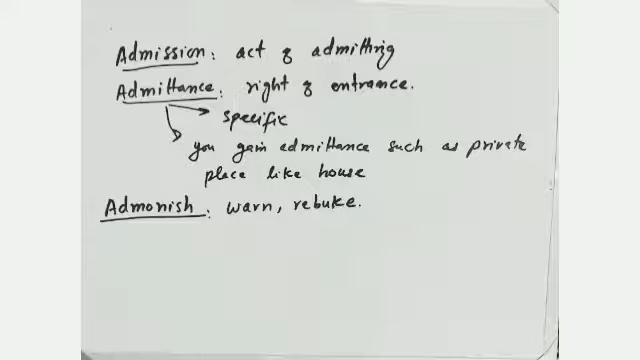 Admission: act of admitting
Admittance: right of entrance.
specific
you gain admittance such as private
place like house
Admonish: warn, rebuke.